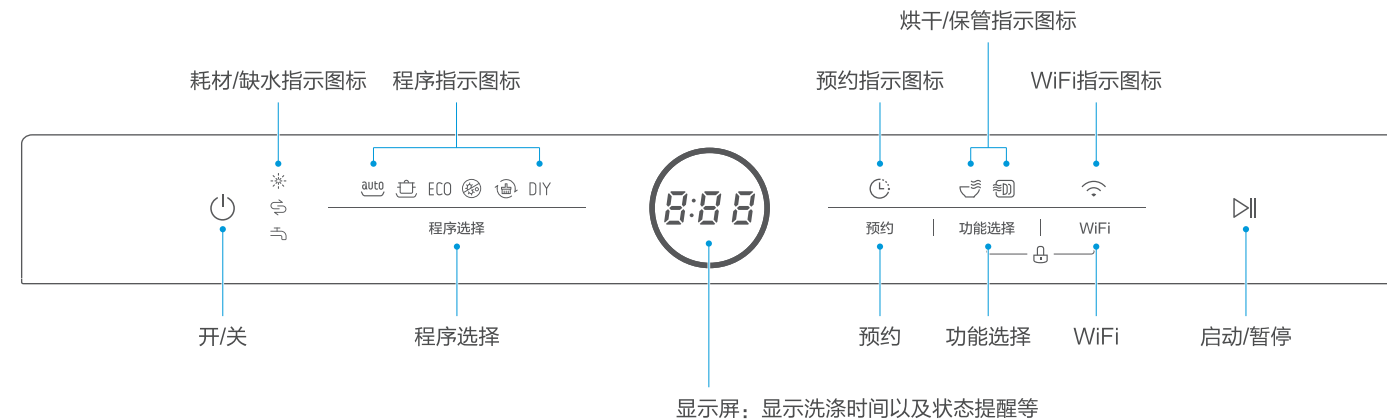 烘干/保管指示图标
耗材/缺水指示图标 程序指示图标 预约指示图标 WiFi指示图标
auto ECO DIY 8:88
程序选择 预约 功能选择 WiFi
开/关 程序选择 预约 功能选择 WiFi 启动/暂停
显示屏：显示洗涤时间以及状态提醒等